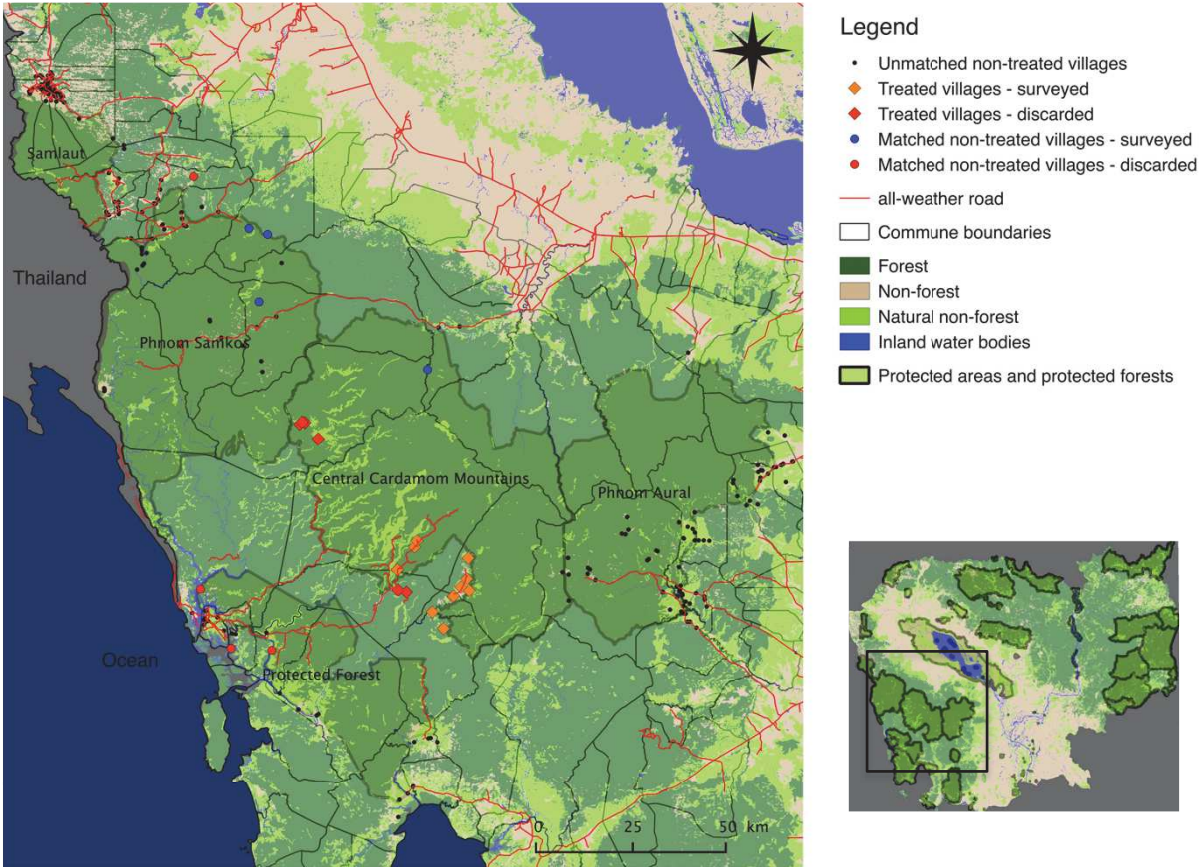 Samlaut
Thailand
Phnom Samkos
Central Cardamom Mountains
Phnom Aural
Ocean
Protected Forest
0 25 50 km
Legend
Unmatched non-treated villages
Treated villages - surveyed
Treated villages - discarded
Matched non-treated villages - surveyed
Matched non-treated villages - discarded
all-weather road
Commune boundaries
Forest
Non-forest
Natural non-forest
Inland water bodies
Protected areas and protected forests